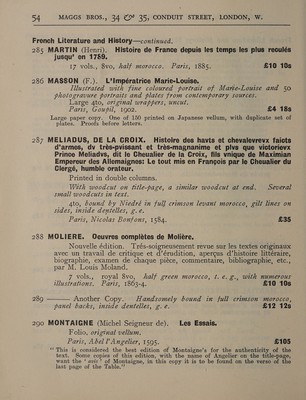 54 MAGGS BROS., 34 & 35, CONDUIT STREET, LONDON, W.
French Literature and History—continued.
285 MARTIN (Henri). Histoire de France depuis les temps les plus reculés
jusqu' en 1789.
17 vols., 8vo, half morocco. Paris, 1885. £10 10s
286 MASSON (F.). L'Impératrice Marie-Louise.
Illustrated with fine coloured portrait of Marie-Louise and 50
photogravure portraits and plates from contemporary sources.
Large 4to, original wrappers, uncut.
Paris, Goupil, 1902. £4 18s
Large paper copy. One of 150 printed on Japanese vellum, with duplicate set of
plates. Proofs before letters.
287 MELIADUS, DE LA CROIX. Histoire des havts et chevalevrevx faicts
d'armes, dv très-pvissant et très-magnanime et plvs que victorievx
Prince Meliadvs, dit le Cheualier de la Croix, fils vnique de Maximian
Empereur des Allemaignes: Le tout mis en François par le Cheualier du
Clergé, humble orateur.
Printed in double columns.
With woodcut on title-page, a similar woodcut at end. Several
small woodcuts in text.
4to, bound by Niedrée in full crimson levant morocco, gilt lines on
sides, inside dentelles, g. e.
Paris, Nicolas Bonfons, 1584. £35
288 MOLIERE. Oeuvres complètes de Molière.
Nouvelle édition. Très-soigneusement revue sur les textes originaux
avec un travail de critique et d'érudition, aperçus d'histoire littéraire,
biographie, examen de chaque pièce, commentaire, bibliographie, etc.,
par M. Louis Moland.
7 vols., royal 8vo, half green morocco, t. e. g., with numerous
illustrations. Paris, 1863-4. £10 10s
289 ——— Another Copy. Handsomely bound in full crimson morocco,
panel backs, inside dentelles, g. e. £12 12s
290 MONTAIGNE (Michel Seigneur de). Les Essais.
Folio, original vellum.
Paris, Abel l'Angelier, 1595. £105
"This is considered the best edition of Montaigne's for the authenticity of the
text. Some copies of this edition, with the name of Angelier on the title-page,
want the 'avis' of Montaigne, in this copy it is to be found on the verse of the
last page of the Table."